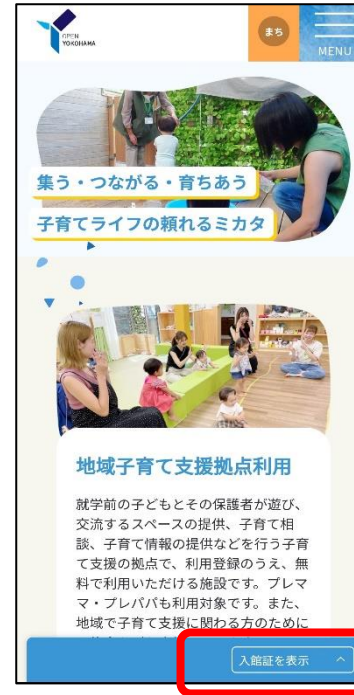 OPEN
YOKOHAMA
まち
MENU
集う・つながる・育ちあう
子育てライフの頼れるミカタ
地域子育て支援拠点利用
就学前の子どもとその保護者が遊び、
交流するスペースの提供、子育て相
談、子育て情報の提供などを行う子育
て支援の拠点で、利用登録のうえ、無
料で利用いただける施設です。プレマ
マ・プレパパも利用対象です。また、
地域で子育て支援に関わる方のために
入館証を表示